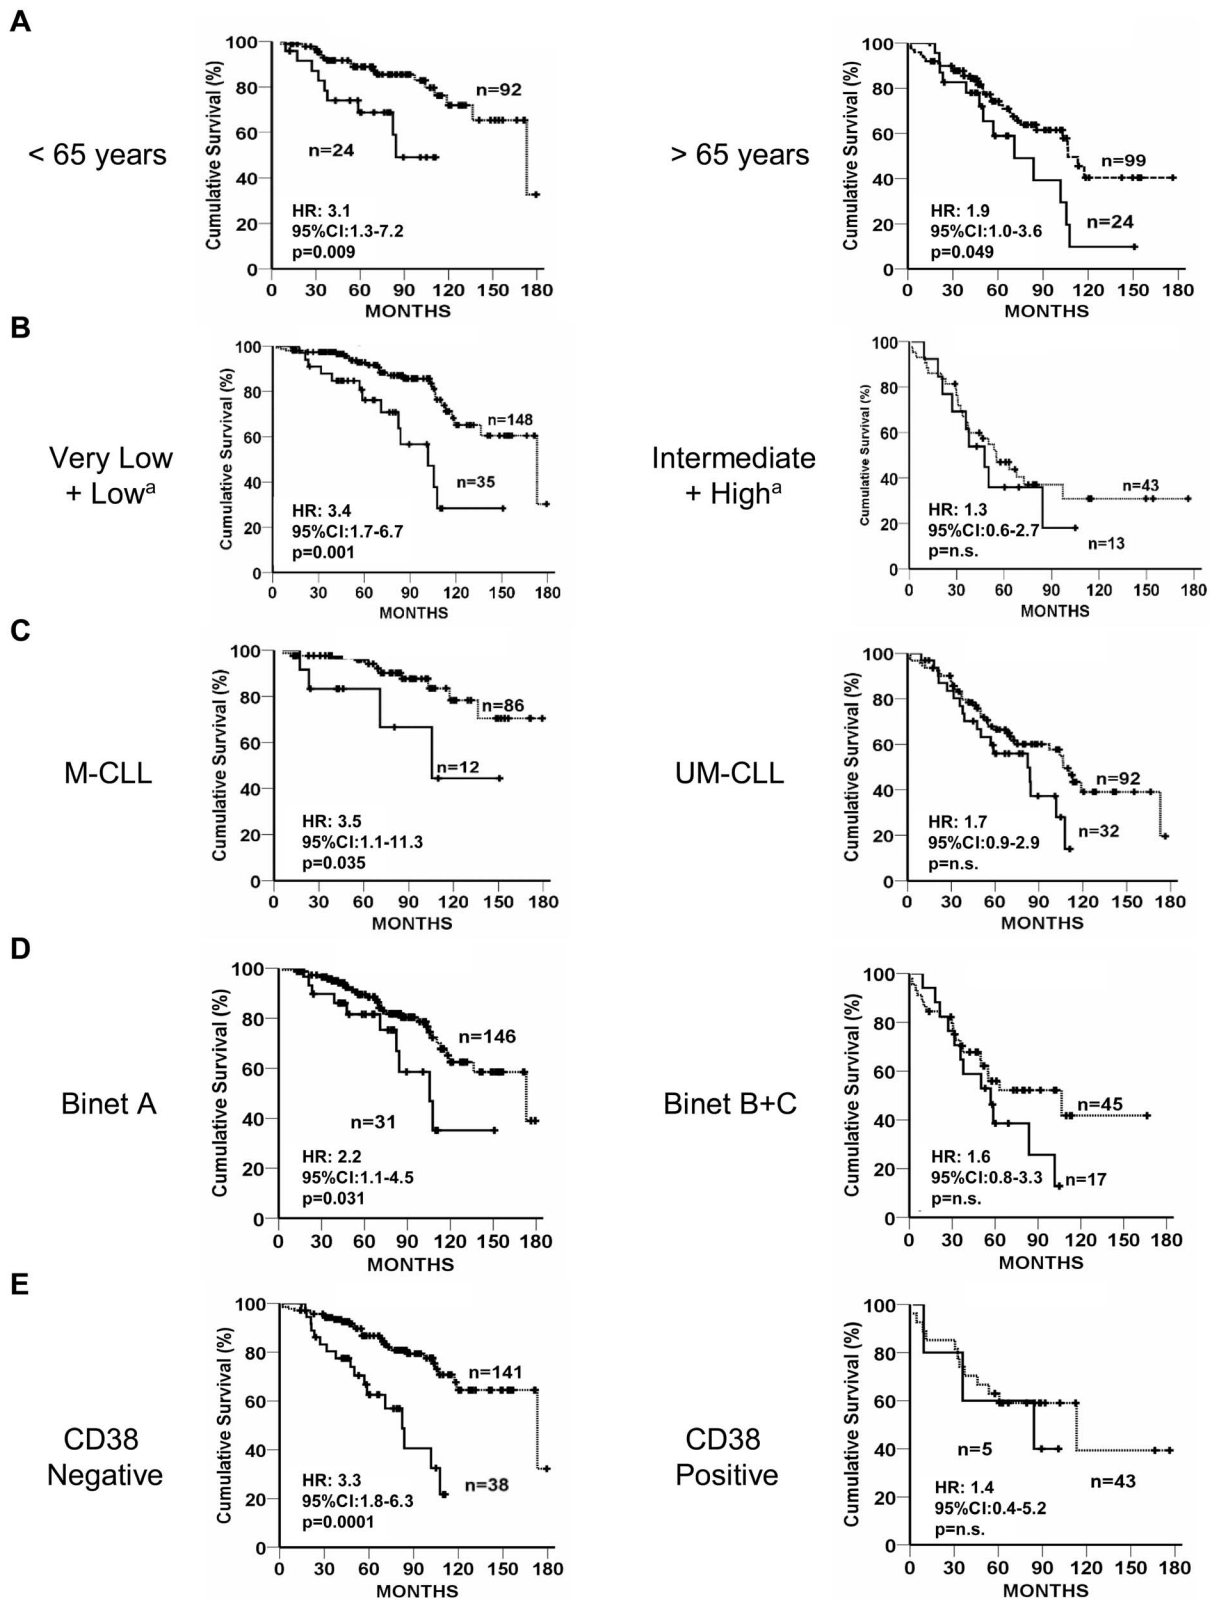 A
< 65 years
Cumulative Survival (%)
100
80
60
40
20
0
n=92
n=24
HR: 3.1
95%CI:1.3-7.2
p=0.009
0 30 60 90 120 150 180
MONTHS
> 65 years
Cumulative Survival (%)
100
80
60
40
20
0
n=99
n=24
HR: 1.9
95%CI:1.0-3.6
p=0.049
0 30 60 90 120 150 180
MONTHS
B
Very Low
+ Lowa
Cumulative Survival (%)
100
80
60
40
20
0
n=148
n=35
HR: 3.4
95%CI:1.7-6.7
p=0.001
0 30 60 90 120 150 180
MONTHS
Intermediate
+ Higha
Cumulative Survival (%)
100
80
60
40
20
0
n=43
n=13
HR: 1.3
95%CI:0.6-2.7
p=n.s.
0 30 60 90 120 150 180
MONTHS
C
M-CLL
Cumulative Survival (%)
100
80
60
40
20
0
n=86
n=12
HR: 3.5
95%CI:1.1-11.3
p=0.035
0 30 60 90 120 150 180
MONTHS
UM-CLL
Cumulative Survival (%)
100
80
60
40
20
0
n=92
n=32
HR: 1.7
95%CI:0.9-2.9
p=n.s.
0 30 60 90 120 150 180
MONTHS
D
Binet A
Cumulative Survival (%)
100
80
60
40
20
0
n=146
n=31
HR: 2.2
95%CI:1.1-4.5
p=0.031
0 30 60 90 120 150 180
MONTHS
Binet B+C
Cumulative Survival (%)
100
80
60
40
20
0
n=45
n=17
HR: 1.6
95%CI:0.8-3.3
p=n.s.
0 30 60 90 120 150 180
MONTHS
E
CD38
Negative
Cumulative Survival (%)
100
80
60
40
20
0
n=141
n=38
HR: 3.3
95%CI:1.8-6.3
p=0.0001
0 30 60 90 120 150 180
MONTHS
CD38
Positive
Cumulative Survival (%)
100
80
60
40
20
0
n=5
n=43
HR: 1.4
95%CI:0.4-5.2
p=n.s.
0 30 60 90 120 150 180
MONTHS